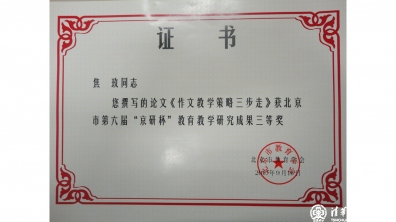 证 书
焦 玫同志
您撰写的论文《作文教学策略三步走》获北京
市第六届“京研杯”教育教学研究成果三等奖